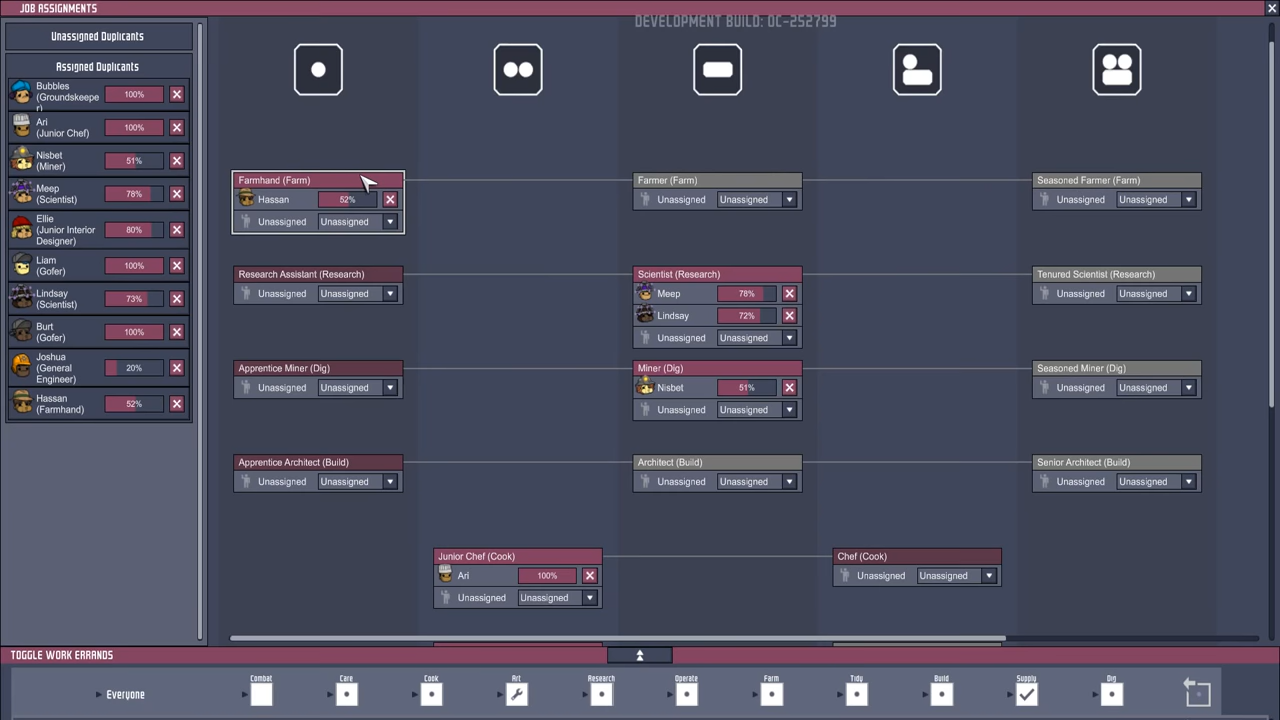 JOB ASSIGNMENTS
DEVELOPMENT BUILD: OC-252799
Unassigned Duplicants
Assigned Duplicants
Bubbles
(Groundskeepe
r)
100%
Ari
(Junior Chef)
100%
Nisbet
(Miner)
51%
Meep
(Scientist)
78%
Ellie
(Junior Interior
Designer)
80%
Liam
(Gofer)
100%
Lindsay
(Scientist)
73%
Burt
(Gofer)
100%
Joshua
(General
Engineer)
20%
Hassan
(Farmhand)
52%
Farmhand (Farm)
Hassan 52%
Unassigned Unassigned
Farmer (Farm)
Unassigned Unassigned
Seasoned Farmer (Farm)
Unassigned Unassigned
Research Assistant (Research)
Unassigned Unassigned
Scientist (Research)
Meep 78%
Lindsay 72%
Unassigned Unassigned
Tenured Scientist (Research)
Unassigned Unassigned
Apprentice Miner (Dig)
Unassigned Unassigned
Miner (Dig)
Nisbet 51%
Unassigned Unassigned
Seasoned Miner (Dig)
Unassigned Unassigned
Apprentice Architect (Build)
Unassigned Unassigned
Architect (Build)
Unassigned Unassigned
Senior Architect (Build)
Unassigned Unassigned
Junior Chef (Cook)
Ari 100%
Unassigned Unassigned
Chef (Cook)
Unassigned Unassigned
TOGGLE WORK ERRANDS
Everyone
Combat Care Cook Art Research Operate Farm Tidy Build Supply Dig